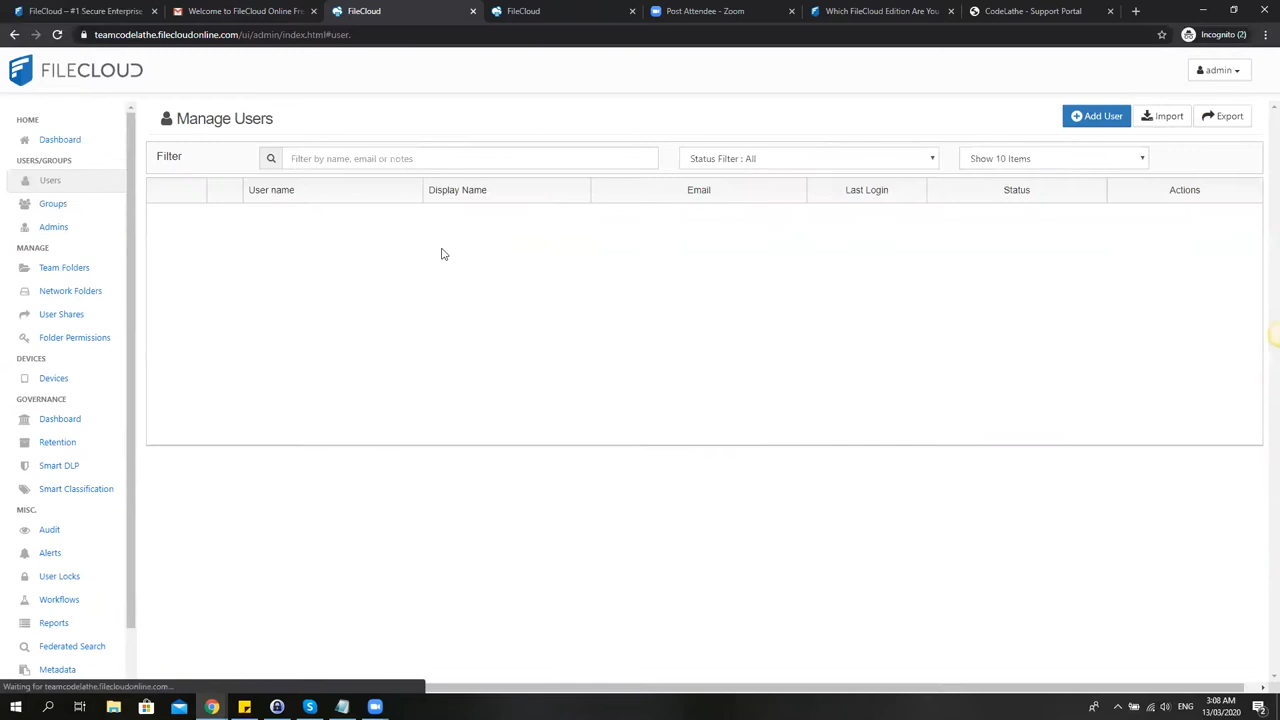 FileCloud - #1 Secure Enterprise
Welcome to FileCloud Online Fr
FileCloud
FileCloud
Post Attendee - Zoom
Which FileCloud Edition Are You
CodeLathe - Support Portal
teamcodelathe.filecloudonline.com/ui/admin/index.html#user.
Incognito (2)
FILECLOUD
admin
HOME
Dashboard
USERS/GROUPS
Users
Groups
Admins
MANAGE
Team Folders
Network Folders
User Shares
Folder Permissions
DEVICES
Devices
GOVERNANCE
Dashboard
Retention
Smart DLP
Smart Classification
MISC.
Audit
Alerts
User Locks
Workflows
Reports
Federated Search
Metadata
Manage Users
Add User
Import
Export
Filter
Filter by name, email or notes
Status Filter : All
Show 10 Items
User name
Display Name
Email
Last Login
Status
Actions
Waiting for teamcodelathe.filecloudonline.com...
ENG
3:08 AM
13/03/2020